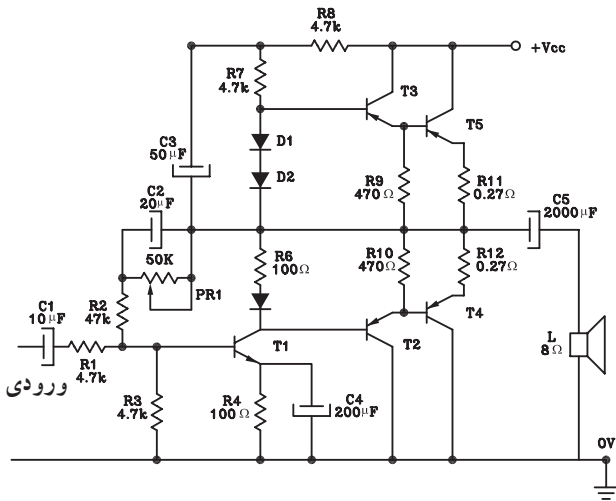 R8
4.7k
+Vcc
R7
4.7k
T3
T5
D1
C3
50μF
D2
C2
20μF
R9
470Ω
R11
0.27Ω
C5
2000μF
50K
R6
100Ω
R10
470Ω
R12
0.27Ω
PR1
C1
10μF
R2
47k
T1
T2
T4
L
8Ω
R1
4.7k
ورودی
R3
4.7k
R4
100Ω
C4
200μF
0V